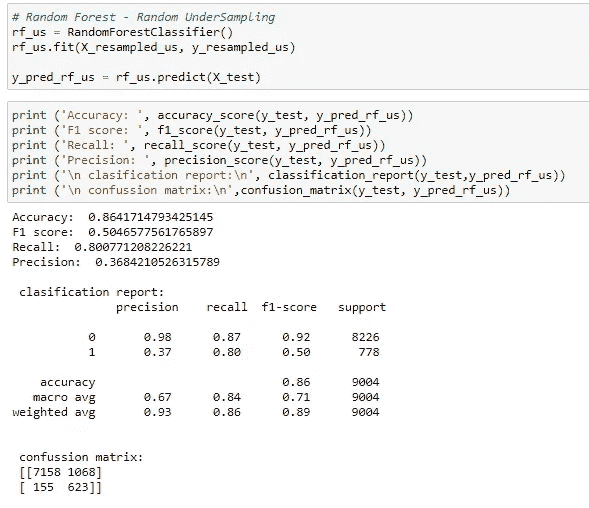 # Random Forest - Random UnderSampling
rf_us = RandomForestClassifier()
rf_us.fit(X_resampled_us, y_resampled_us)
y_pred_rf_us = rf_us.predict(X_test)
print ('Accuracy: ', accuracy_score(y_test, y_pred_rf_us))
print ('F1 score: ', f1_score(y_test, y_pred_rf_us))
print ('Recall: ', recall_score(y_test, y_pred_rf_us))
print ('Precision: ', precision_score(y_test, y_pred_rf_us))
print ('\n clasification report:\n', classification_report(y_test,y_pred_rf_us))
print ('\n confussion matrix:\n',confusion_matrix(y_test, y_pred_rf_us))
Accuracy:  0.8641714793425145
F1 score:  0.5046577561765897
Recall:  0.800771208226221
Precision:  0.3684210526315789
clasification report:
precision    recall  f1-score   support
0       0.98      0.87      0.92      8226
1       0.37      0.80      0.50       778
accuracy                           0.86      9004
macro avg       0.67      0.84      0.71      9004
weighted avg       0.93      0.86      0.89      9004
confussion matrix:
[[7158 1068]
[ 155  623]]